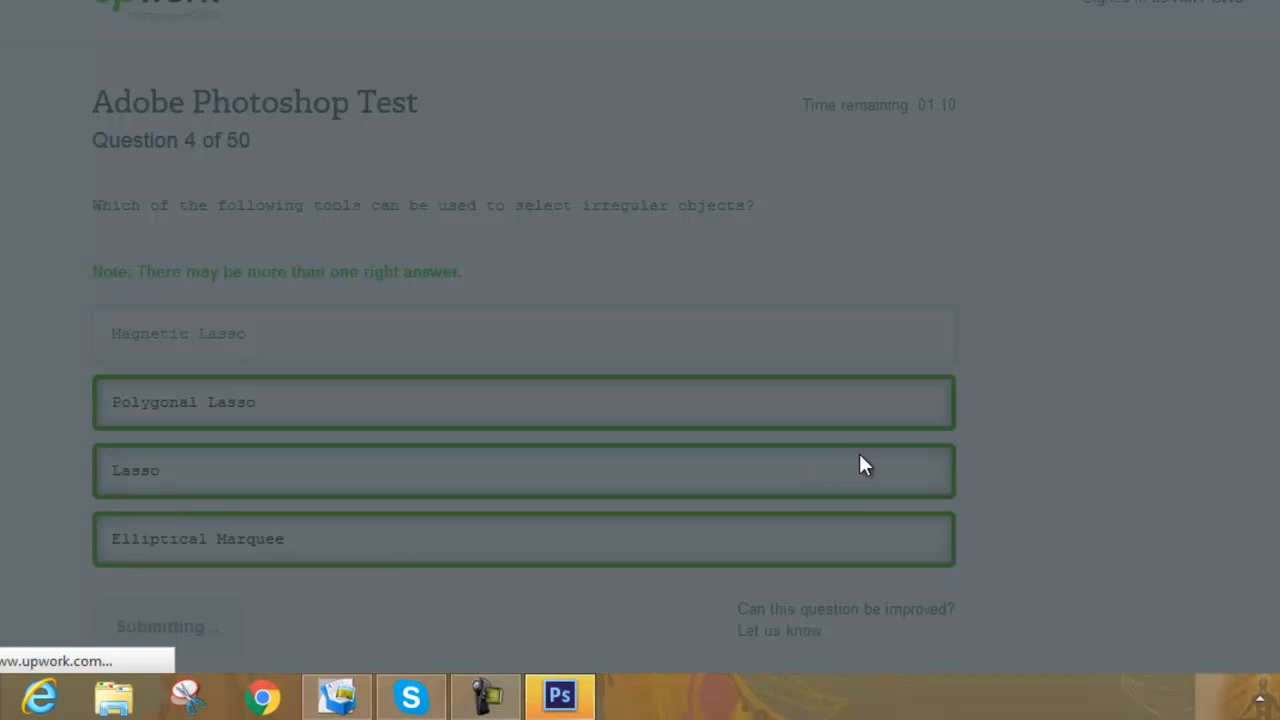 Adobe Photoshop Test
Time remaining: 01:10
Question 4 of 50
Which of the following tools can be used to select irregular objects?
Note: There may be more than one right answer.
Magnetic Lasso
Polygonal Lasso
Lasso
Elliptical Marquee
Can this question be improved?
Submitting...
Let us know
ww.upwork.com...
Ps